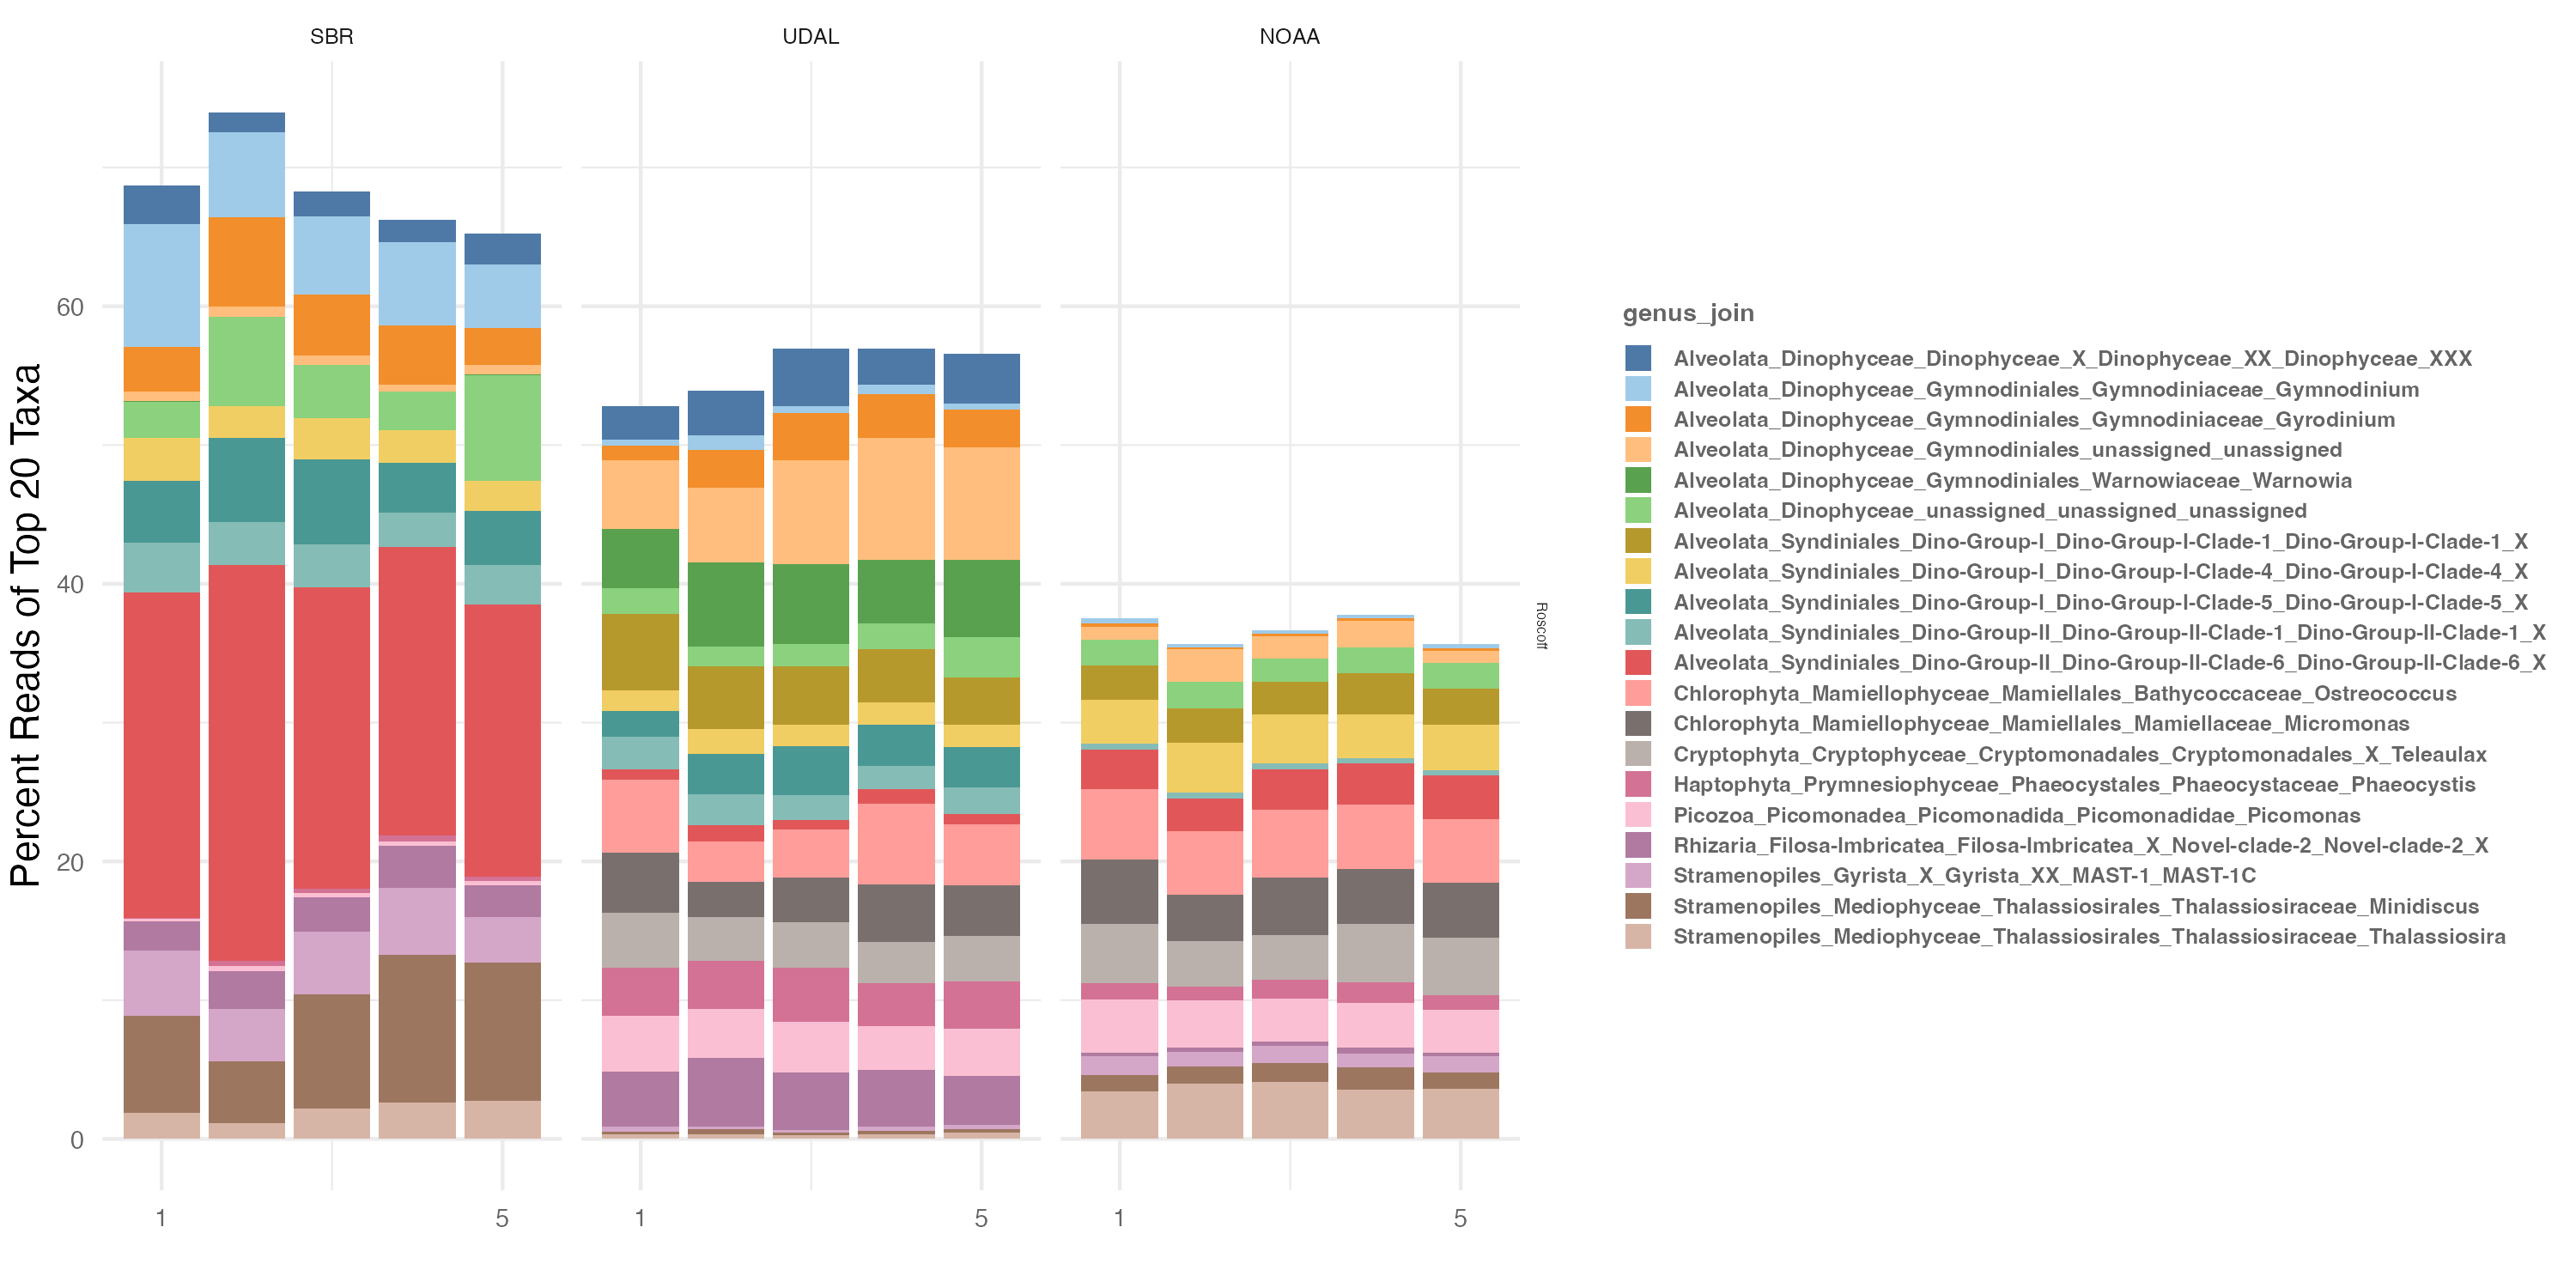 SBR
UDAL
NOAA
Percent Reads of Top 20 Taxa
60
40
20
0
1
5
1
5
1
5
Roscoff
genus_join
Alveolata_Dinophyceae_Dinophyceae_X_Dinophyceae_XX_Dinophyceae_XXX
Alveolata_Dinophyceae_Gymnodiniales_Gymnodiniaceae_Gymnodinium
Alveolata_Dinophyceae_Gymnodiniales_Gymnodiniaceae_Gyrodinium
Alveolata_Dinophyceae_Gymnodiniales_unassigned_unassigned
Alveolata_Dinophyceae_Gymnodiniales_Warnowiaceae_Warnowia
Alveolata_Dinophyceae_unassigned_unassigned_unassigned
Alveolata_Syndiniales_Dino-Group-I_Dino-Group-I-Clade-1_Dino-Group-I-Clade-1_X
Alveolata_Syndiniales_Dino-Group-I_Dino-Group-I-Clade-4_Dino-Group-I-Clade-4_X
Alveolata_Syndiniales_Dino-Group-I_Dino-Group-I-Clade-5_Dino-Group-I-Clade-5_X
Alveolata_Syndiniales_Dino-Group-II_Dino-Group-II-Clade-1_Dino-Group-II-Clade-1_X
Alveolata_Syndiniales_Dino-Group-II_Dino-Group-II-Clade-6_Dino-Group-II-Clade-6_X
Chlorophyta_Mamiellophyceae_Mamiellales_Bathycoccaceae_Ostreococcus
Chlorophyta_Mamiellophyceae_Mamiellales_Mamiellaceae_Micromonas
Cryptophyta_Cryptophyceae_Cryptomonadales_Cryptomonadales_X_Teleaulax
Haptophyta_Prymnesiophyceae_Phaeocystales_Phaeocystaceae_Phaeocystis
Picozoa_Picomonadea_Picomonadida_Picomonadidae_Picomonas
Rhizaria_Filosa-Imbricatea_Filosa-Imbricatea_X_Novel-clade-2_Novel-clade-2_X
Stramenopiles_Gyrista_X_Gyrista_XX_MAST-1_MAST-1C
Stramenopiles_Mediophyceae_Thalassiosirales_Thalassiosiraceae_Minidiscus
Stramenopiles_Mediophyceae_Thalassiosirales_Thalassiosiraceae_Thalassiosira